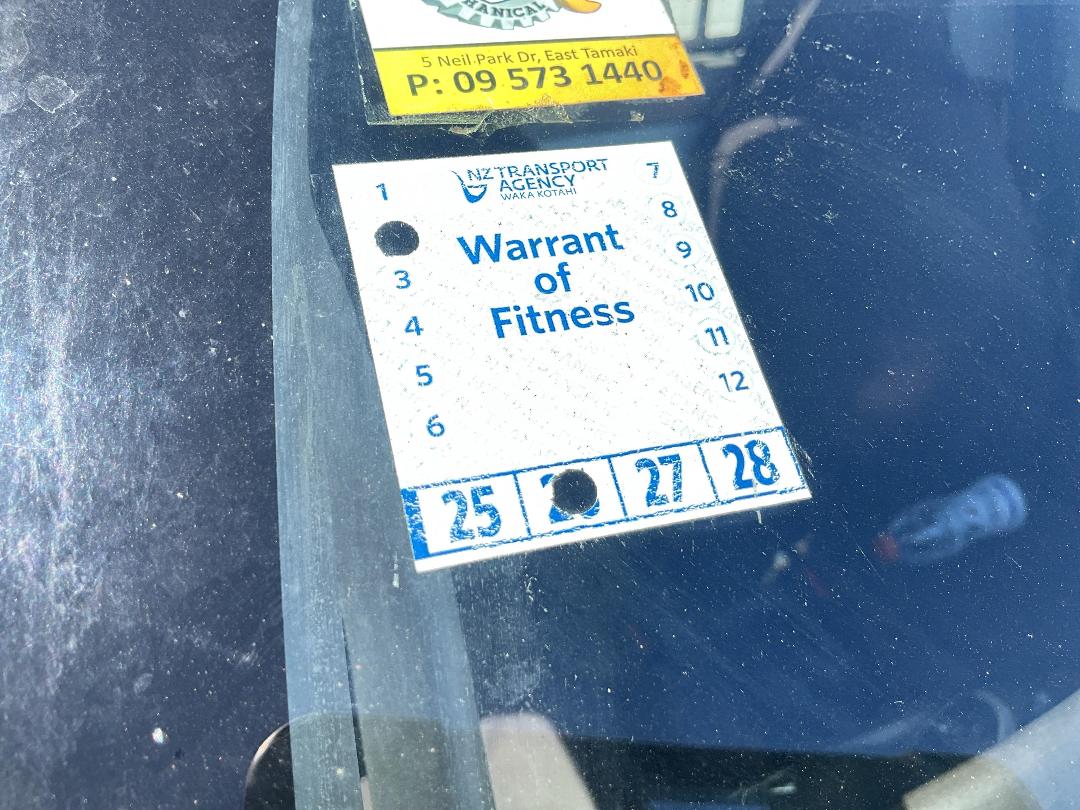 HANICAL
5 Neil Park Dr, East Tamaki
P: 09 573 1440
NZ TRANSPORT
AGENCY
WAKA KOTAHI
Warrant
of
Fitness
1
3
4
5
6
7
8
9
10
11
12
25 27 28